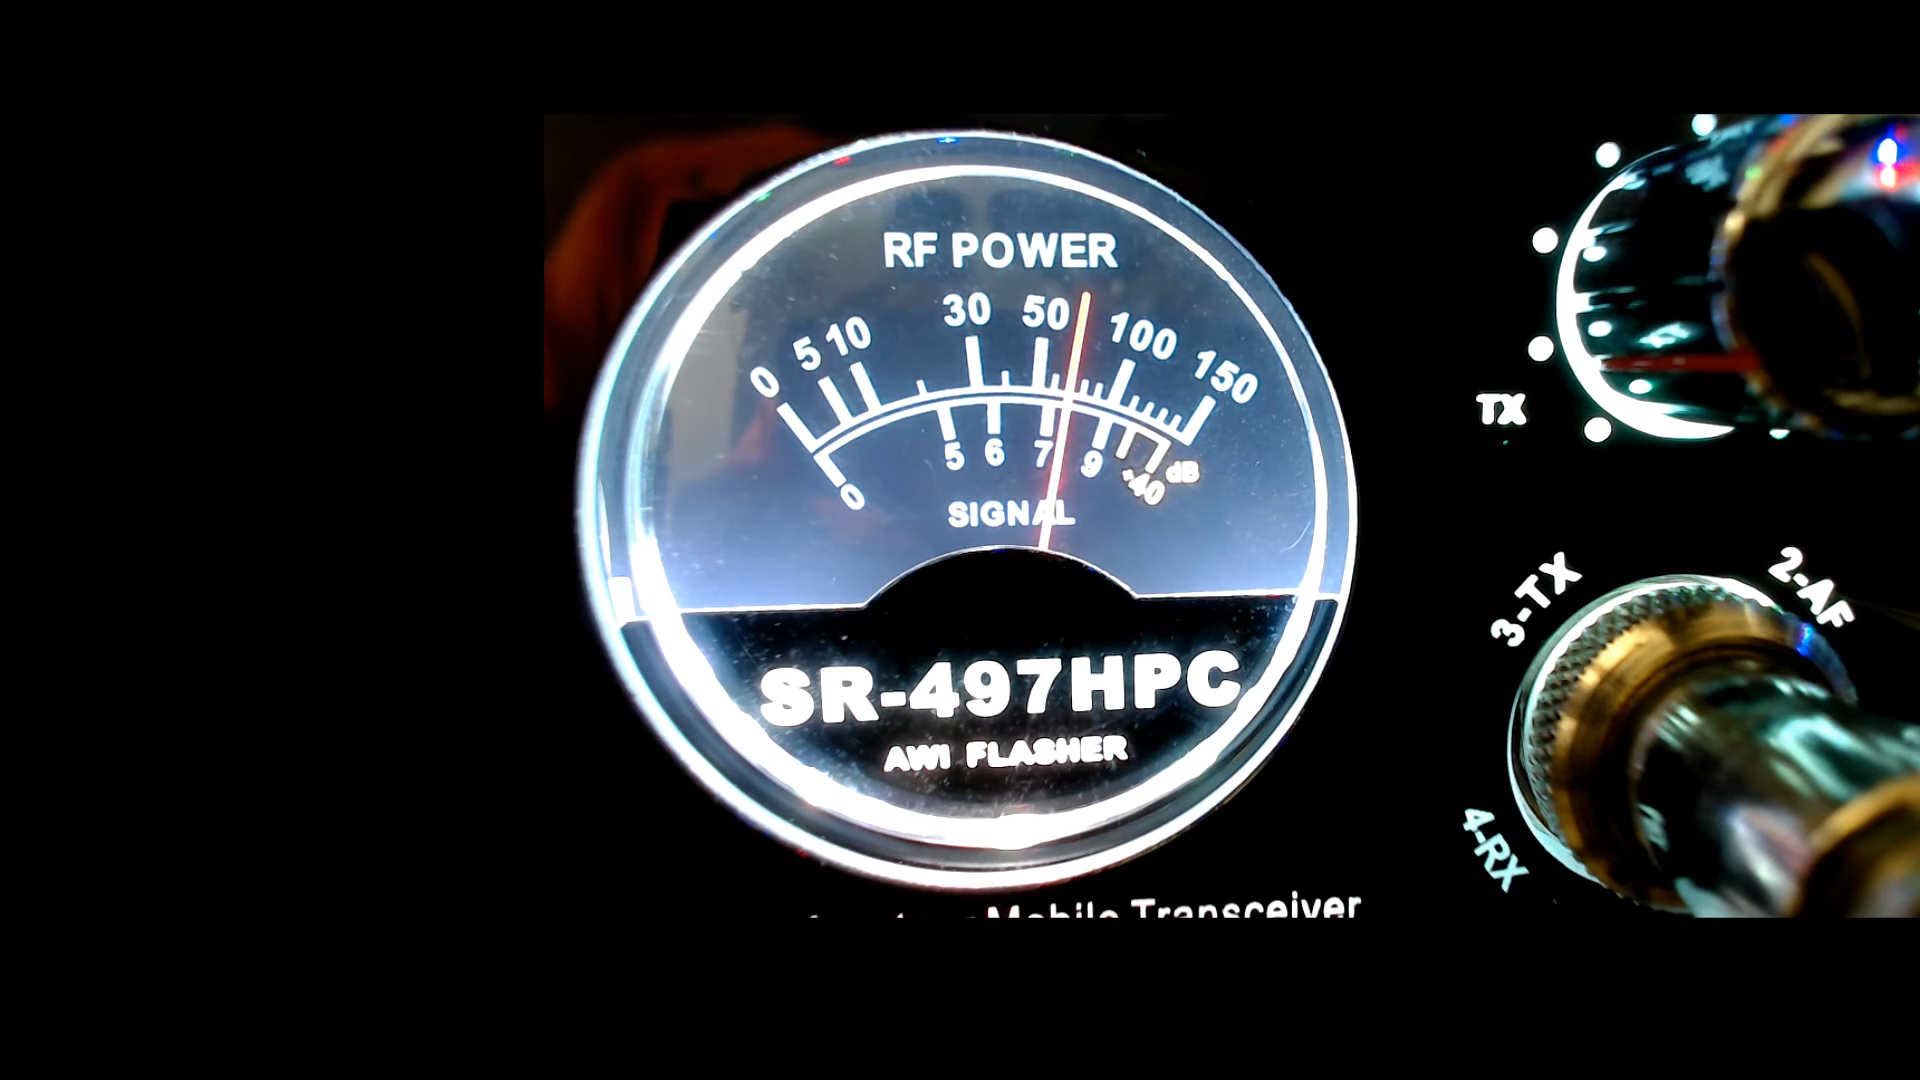 RF POWER
0 5 10 30 50 100 150
5 6 7 9 +40 dB
0
SIGNAL
SR-497HPC
AWI FLASHER
Mobile Transceiver
TX
3-TX
2-AF
4-RX